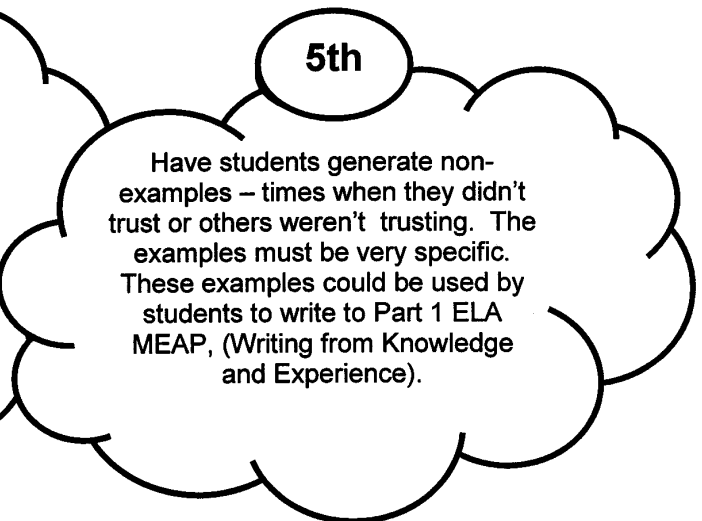 5th
Have students generate non-
examples – times when they didn't
trust or others weren't trusting. The
examples must be very specific.
These examples could be used by
students to write to Part 1 ELA
MEAP, (Writing from Knowledge
and Experience).